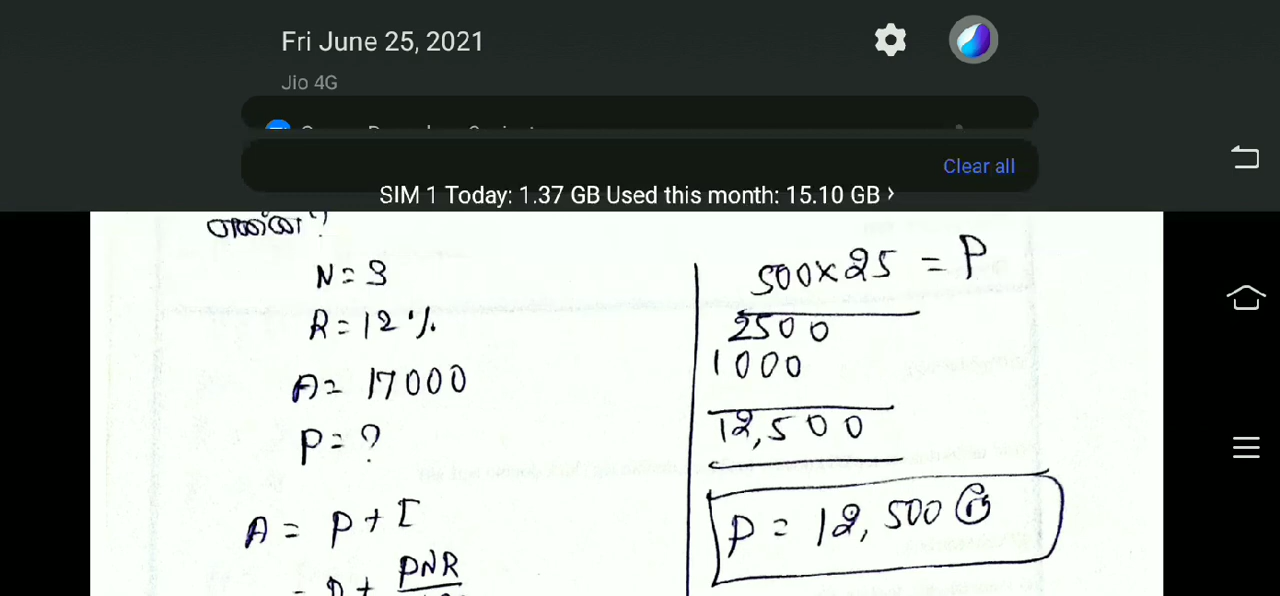 Fri June 25, 2021
Jio 4G
Clear all
SIM 1 Today: 1.37 GB Used this month: 15.10 GB ›
N = 3
R = 12 %
A = 17000
P = ?
A = P + I
PNR
500 x 25 = P
2500
1000
12,500
P = 12,500